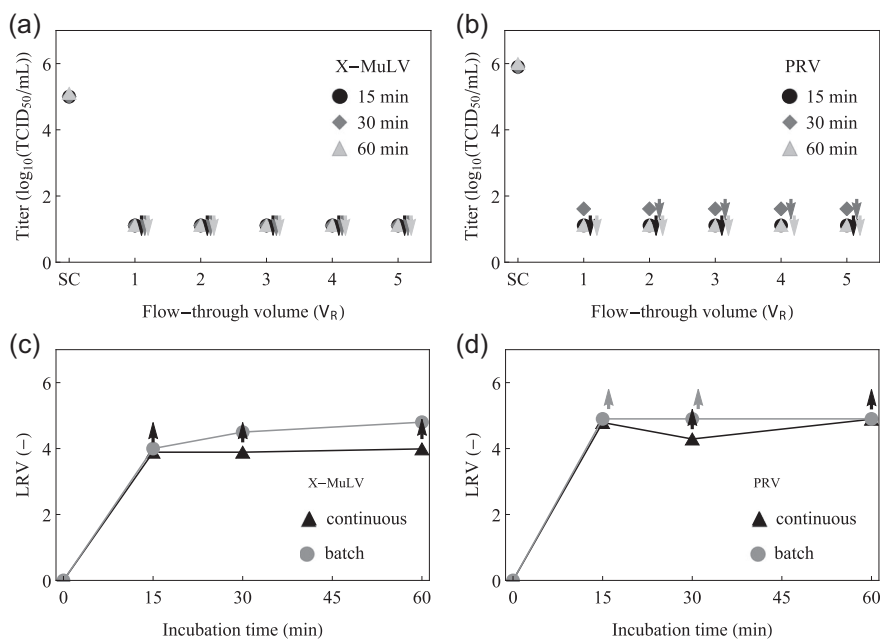 (a)
Titer (log10(TCID50/mL))
6
4
2
0
X−MuLV
15 min
30 min
60 min
SC
1
2
3
4
5
Flow−through volume (VR)
(b)
Titer (log10(TCID50/mL))
6
4
2
0
PRV
15 min
30 min
60 min
SC
1
2
3
4
5
Flow−through volume (VR)
(c)
LRV (−)
6
4
2
0
X−MuLV
continuous
batch
0
15
30
60
Incubation time (min)
(d)
LRV (−)
6
4
2
0
PRV
continuous
batch
0
15
30
60
Incubation time (min)